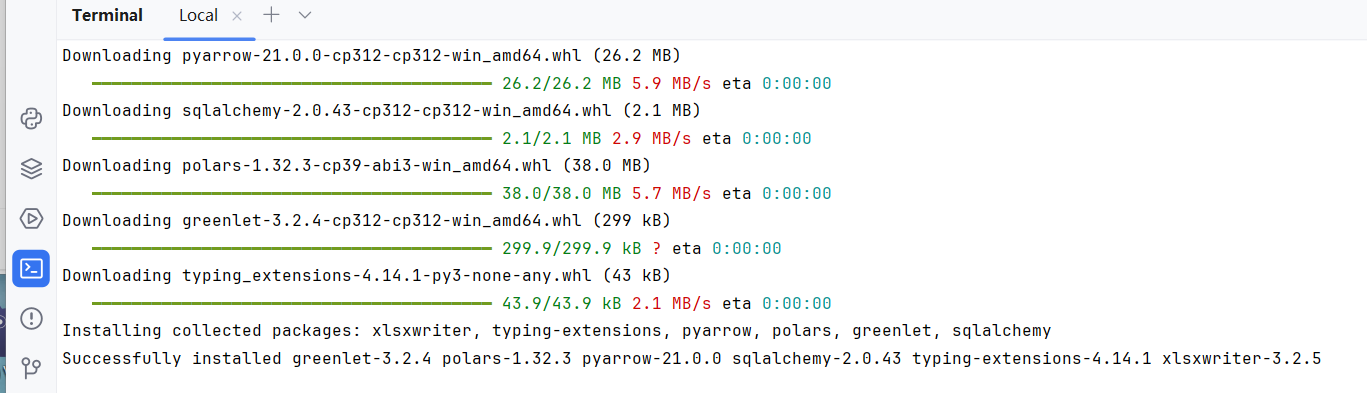 Terminal Local
Downloading pyarrow-21.0.0-cp312-cp312-win_amd64.whl (26.2 MB)
26.2/26.2 MB 5.9 MB/s eta 0:00:00
Downloading sqlalchemy-2.0.43-cp312-cp312-win_amd64.whl (2.1 MB)
2.1/2.1 MB 2.9 MB/s eta 0:00:00
Downloading polars-1.32.3-cp39-abi3-win_amd64.whl (38.0 MB)
38.0/38.0 MB 5.7 MB/s eta 0:00:00
Downloading greenlet-3.2.4-cp312-cp312-win_amd64.whl (299 kB)
299.9/299.9 kB ? eta 0:00:00
Downloading typing_extensions-4.14.1-py3-none-any.whl (43 kB)
43.9/43.9 kB 2.1 MB/s eta 0:00:00
Installing collected packages: xlsxwriter, typing-extensions, pyarrow, polars, greenlet, sqlalchemy
Successfully installed greenlet-3.2.4 polars-1.32.3 pyarrow-21.0.0 sqlalchemy-2.0.43 typing-extensions-4.14.1 xlsxwriter-3.2.5